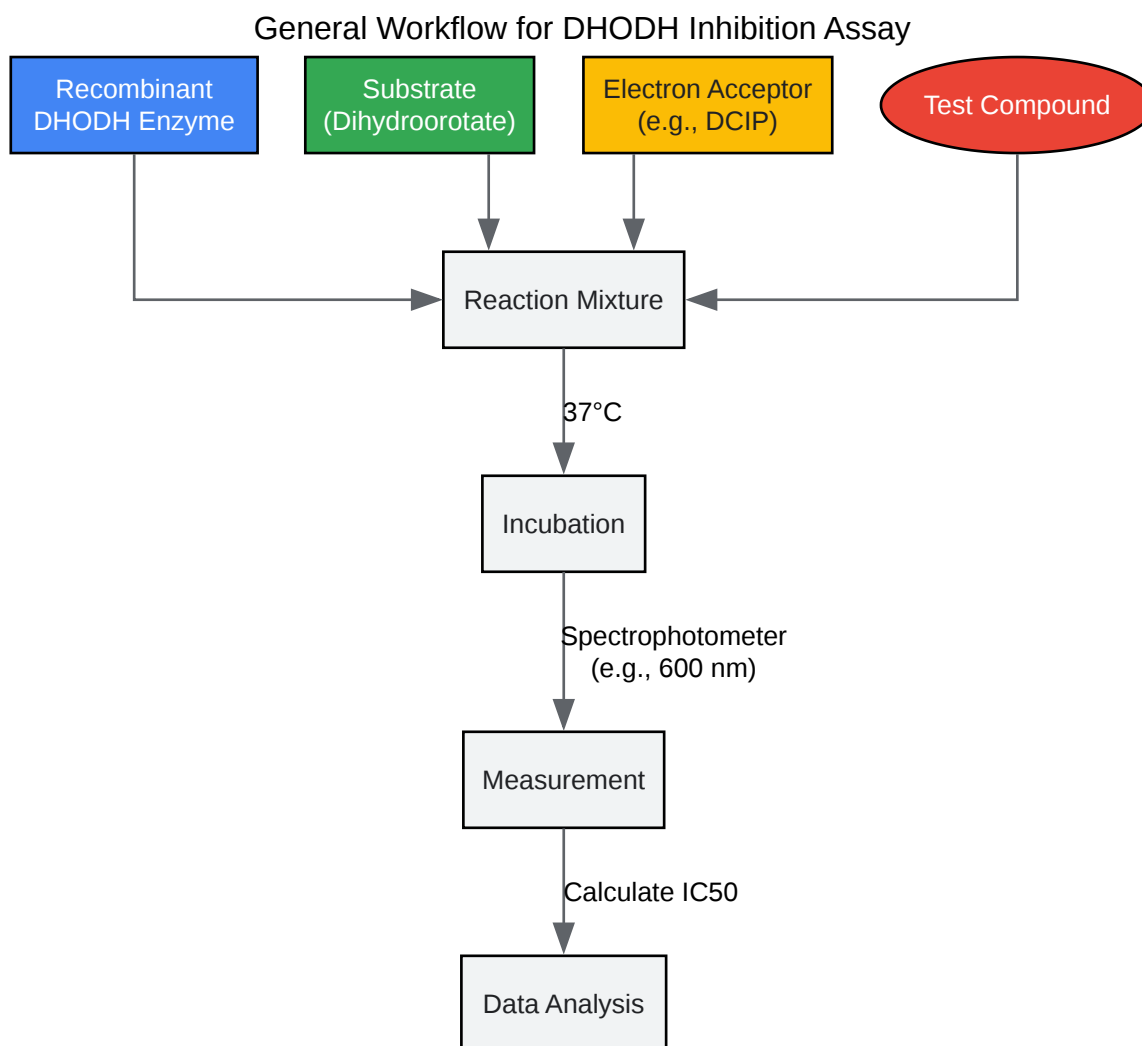 General Workflow for DHODH Inhibition Assay
Recombinant
DHODH Enzyme
Substrate
(Dihydroorotate)
Electron Acceptor
(e.g., DCIP)
Test Compound
Reaction Mixture
37°C
Incubation
Spectrophotometer
(e.g., 600 nm)
Measurement
Calculate IC50
Data Analysis